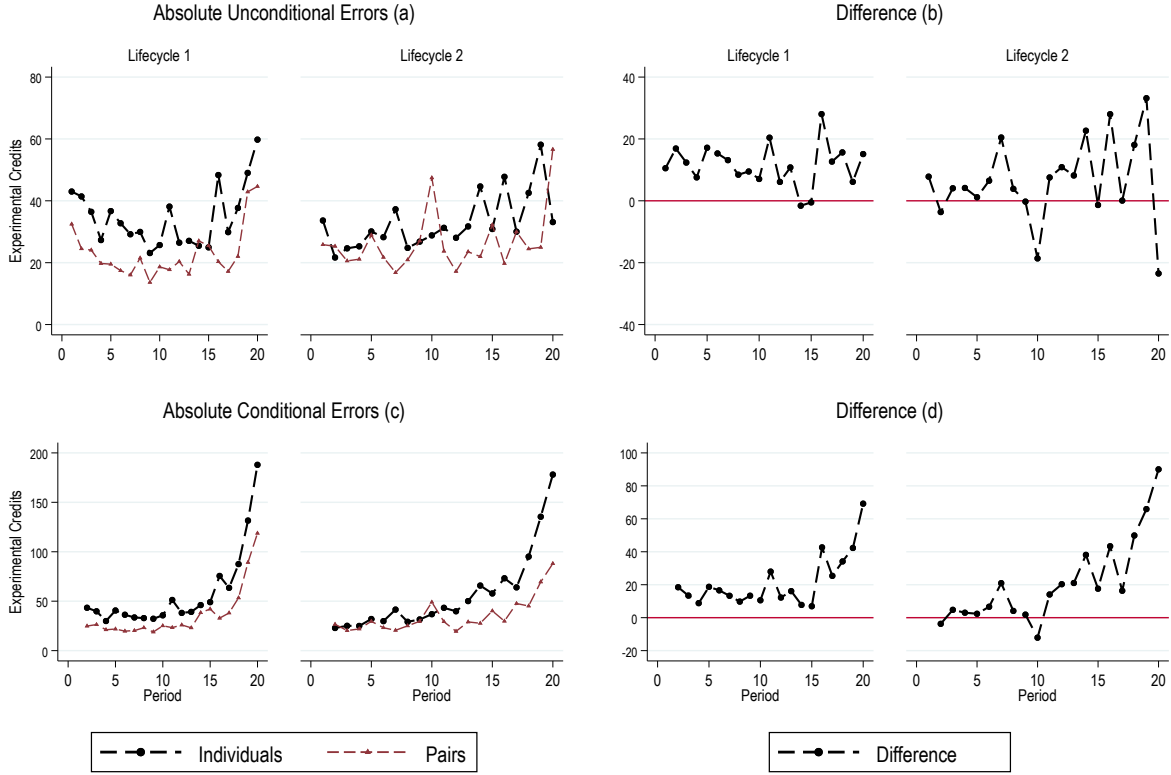 Absolute Unconditional Errors (a)
Difference (b)
Lifecycle 1
Lifecycle 2
Lifecycle 1
Lifecycle 2
Experimental Credits
80
60
40
20
0
0 5 10 15 20
0 5 10 15 20
40
20
0
-20
-40
0 5 10 15 20
0 5 10 15 20
Absolute Conditional Errors (c)
Difference (d)
Experimental Credits
200
150
100
50
0
0 5 10 15 20
Period
0 5 10 15 20
Period
100
80
60
40
20
0
-20
0 5 10 15 20
Period
0 5 10 15 20
Period
Individuals Pairs
Difference